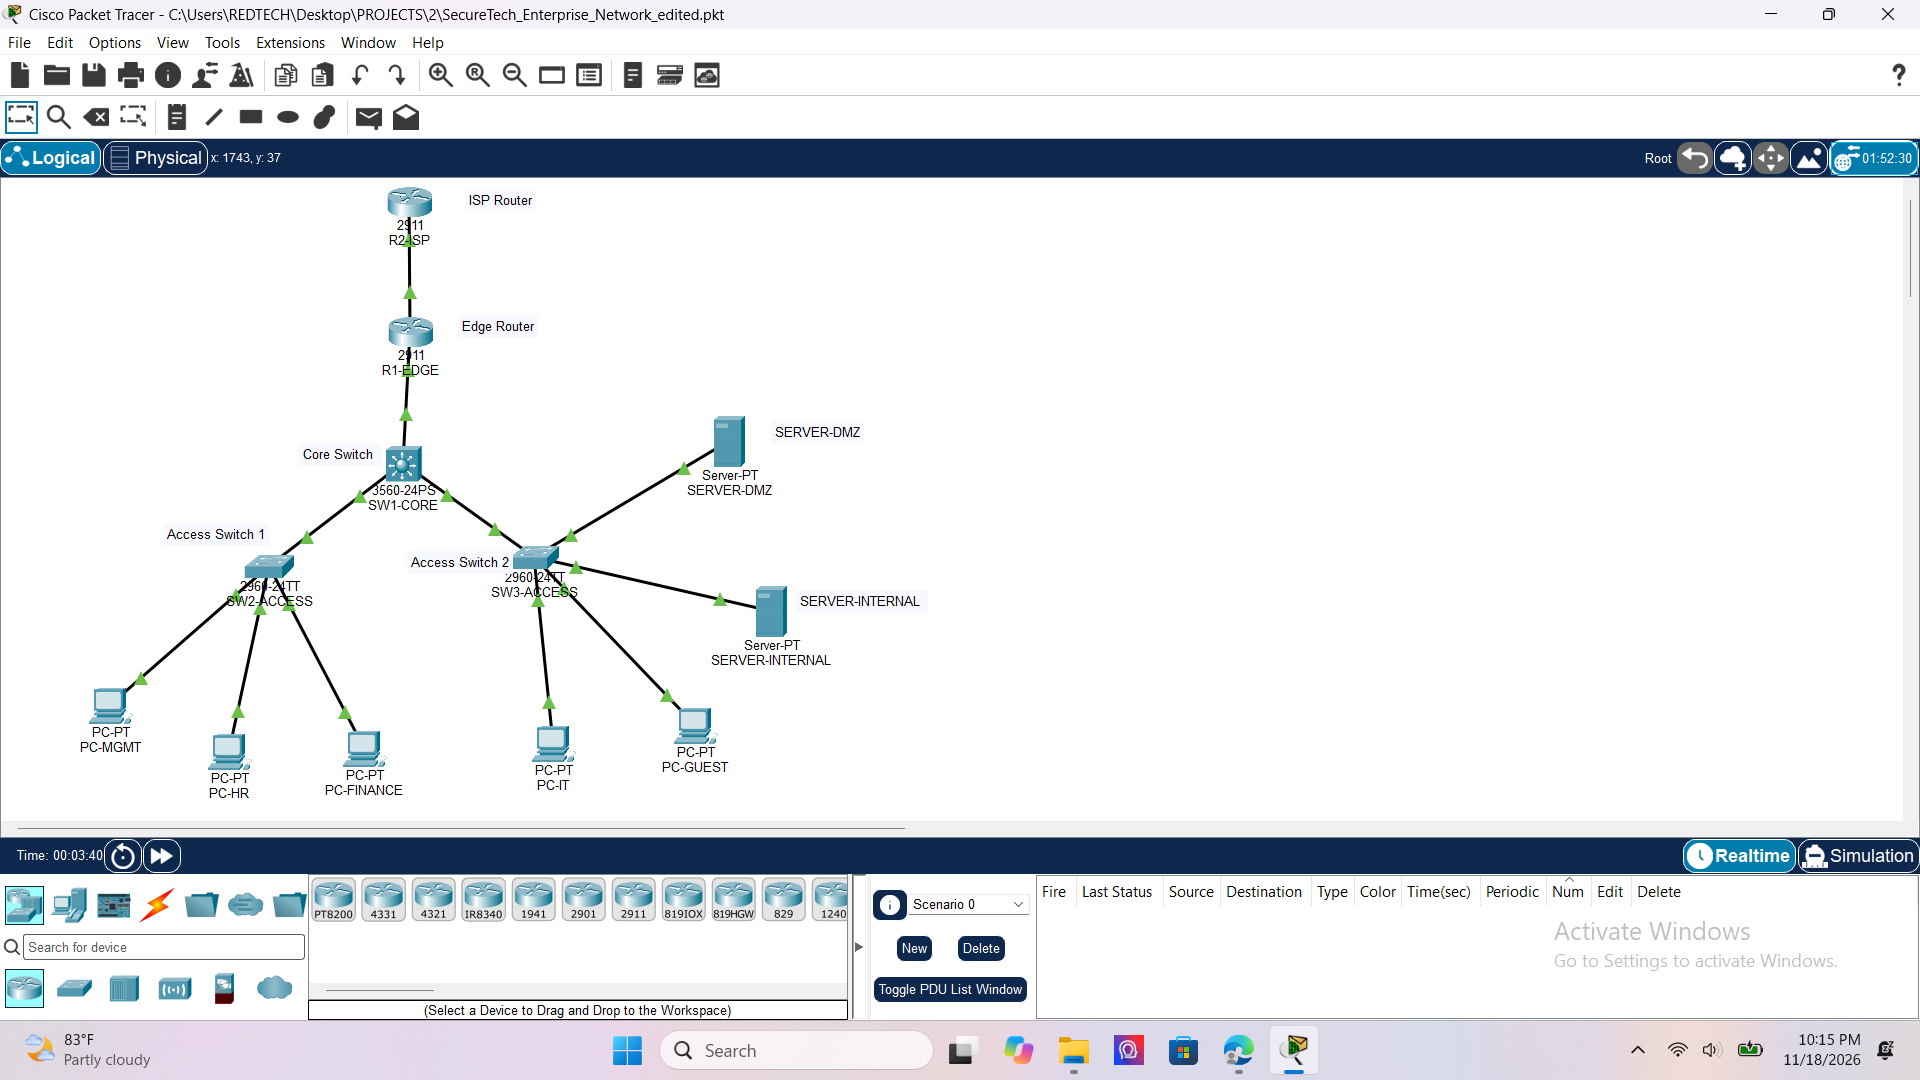 Cisco Packet Tracer - C:\Users\REDTECH\Desktop\PROJECTS\2\SecureTech_Enterprise_Network_edited.pkt
File Edit Options View Tools Extensions Window Help
?
Logical Physical x: 1743, y: 37 Root 01:52:30
ISP Router
2911
R2-ISP
Edge Router
2911
R1-EDGE
Core Switch
3560-24PS
SW1-CORE
SERVER-DMZ
Server-PT
SERVER-DMZ
Access Switch 1
2960-24TT
SW2-ACCESS
Access Switch 2
2960-24TT
SW3-ACCESS
SERVER-INTERNAL
Server-PT
SERVER-INTERNAL
PC-PT
PC-MGMT
PC-PT
PC-HR
PC-PT
PC-FINANCE
PC-PT
PC-IT
PC-PT
PC-GUEST
Time: 00:03:40 Realtime Simulation
PT8200 4331 4321 IR8340 1941 2901 2911 819IOX 819HGW 829 1240
Search for device
(Select a Device to Drag and Drop to the Workspace)
Scenario 0
New Delete
Toggle PDU List Window
Fire Last Status Source Destination Type Color Time(sec) Periodic Num Edit Delete
Activate Windows
Go to Settings to activate Windows.
83°F
Partly cloudy
Search
10:15 PM
11/18/2026